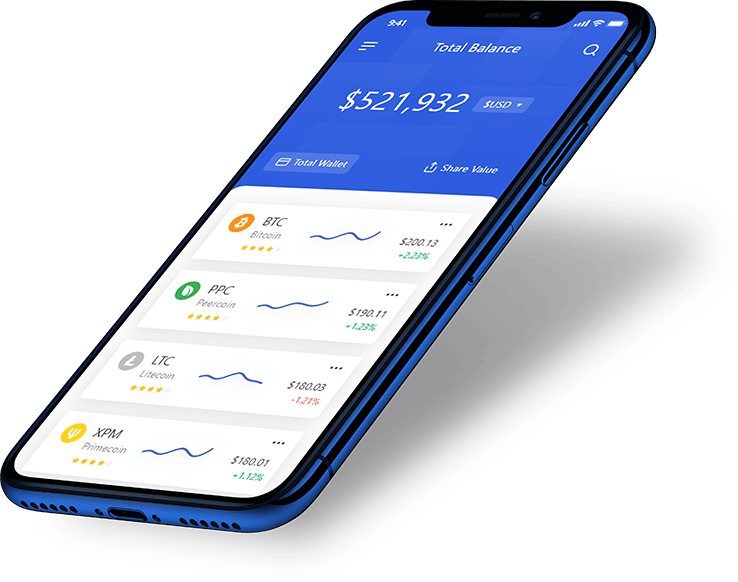 9:41
Total Balance
$521,932 $USD
Total Wallet
Share Value
BTC
Bitcoin
$200.13
+2.23%
PPC
Peercoin
$190.11
+1.23%
LTC
Litecoin
$180.03
-1.21%
XPM
Primecoin
$180.01
+1.12%